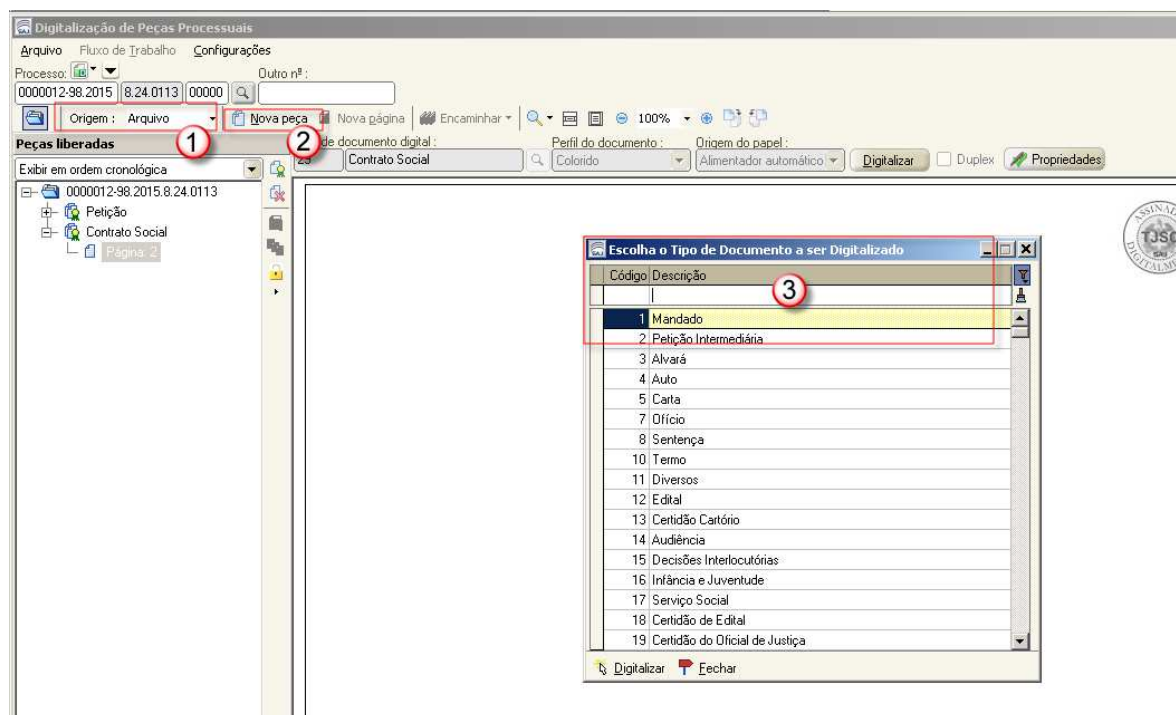 Digitalização de Peças Processuais
Arquivo Fluxo de Trabalho Configurações
Processo: Outro nº :
0000012-98.2015 8.24.0113 00000
Origem : Arquivo Nova peça Nova página Encaminhar 100%
1
2
Peças liberadas
de documento digital : Perfil do documento : Origem do papel :
Contrato Social Colorido Alimentador automático Digitalizar Duplex Propriedades
Exibir em ordem cronológica
0000012-98.2015.8.24.0113
Petição
Contrato Social
Página: 2
TJSC
Escolha o Tipo de Documento a ser Digitalizado
Código Descrição
3
1 Mandado
2 Petição Intermediária
3 Alvará
4 Auto
5 Carta
7 Ofício
8 Sentença
10 Termo
11 Diversos
12 Edital
13 Certidão Cartório
14 Audiência
15 Decisões Interlocutórias
16 Infância e Juventude
17 Serviço Social
18 Certidão de Edital
19 Certidão do Oficial de Justiça
Digitalizar Fechar